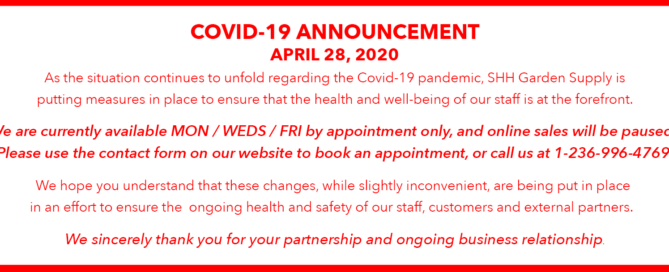 COVID-19 ANNOUNCEMENT
APRIL 28, 2020
As the situation continues to unfold regarding the Covid-19 pandemic, SHH Garden Supply is
putting measures in place to ensure that the health and well-being of our staff is at the forefront.
We are currently available MON / WEDS / FRI by appointment only, and online sales will be paused
Please use the contact form on our website to book an appointment, or call us at 1-236-996-4769
We hope you understand that these changes, while slightly inconvenient, are being put in place
in an effort to ensure the ongoing health and safety of our staff, customers and external partners.
We sincerely thank you for your partnership and ongoing business relationship.